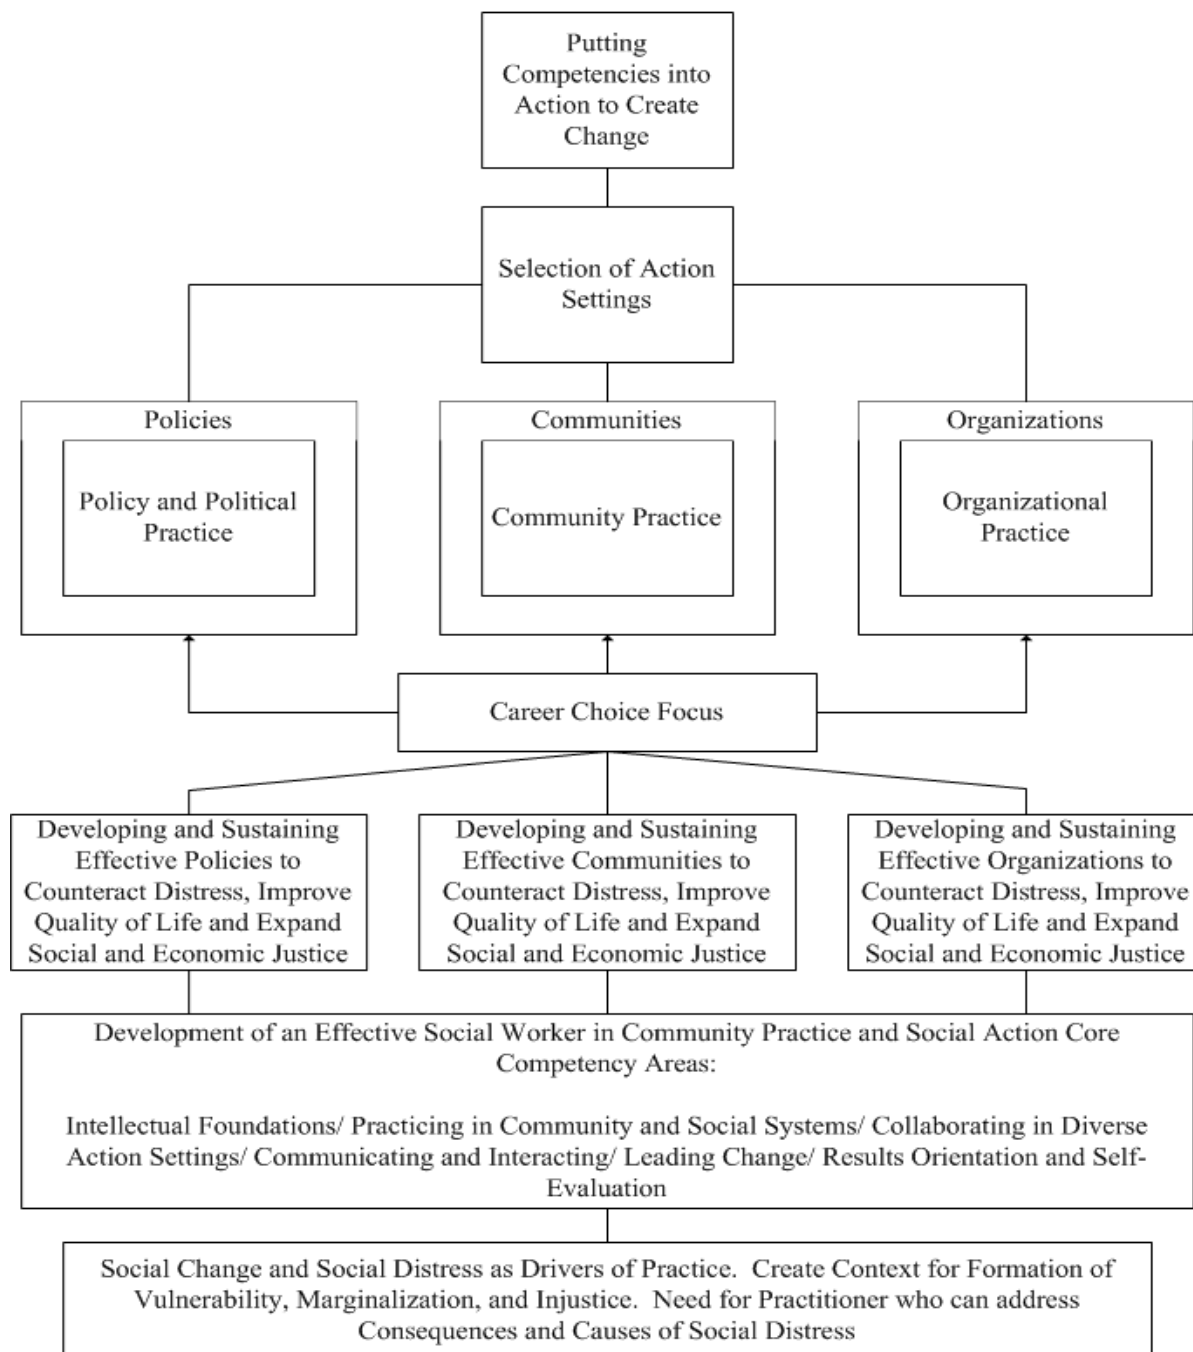 Putting
Competencies into
Action to Create
Change
Selection of Action
Settings
Policies
Policy and Political
Practice
Communities
Community Practice
Organizations
Organizational
Practice
Career Choice Focus
Developing and Sustaining
Effective Policies to
Counteract Distress, Improve
Quality of Life and Expand
Social and Economic Justice
Developing and Sustaining
Effective Communities to
Counteract Distress, Improve
Quality of Life and Expand
Social and Economic Justice
Developing and Sustaining
Effective Organizations to
Counteract Distress, Improve
Quality of Life and Expand
Social and Economic Justice
Development of an Effective Social Worker in Community Practice and Social Action Core
Competency Areas:
Intellectual Foundations/ Practicing in Community and Social Systems/ Collaborating in Diverse
Action Settings/ Communicating and Interacting/ Leading Change/ Results Orientation and Self-
Evaluation
Social Change and Social Distress as Drivers of Practice.  Create Context for Formation of
Vulnerability, Marginalization, and Injustice.  Need for Practitioner who can address
Consequences and Causes of Social Distress